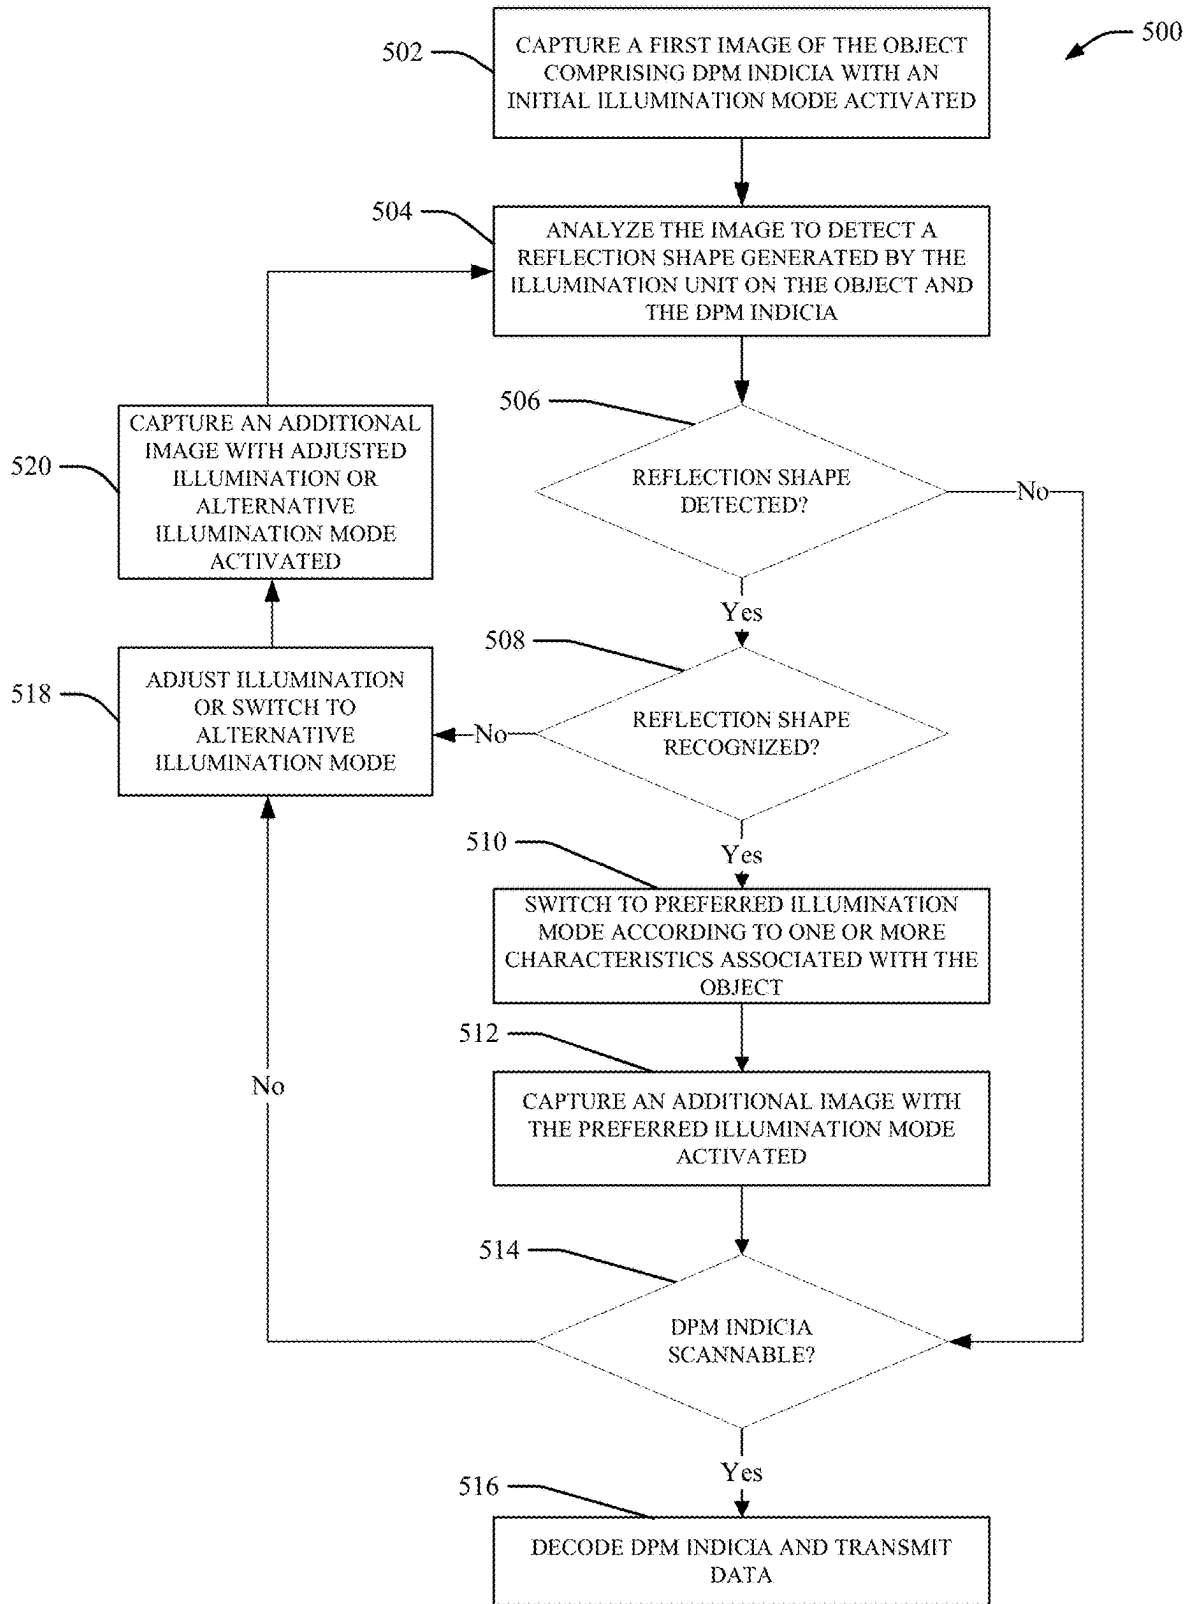 500
502
CAPTURE A FIRST IMAGE OF THE OBJECT
COMPRISING DPM INDICIA WITH AN
INITIAL ILLUMINATION MODE ACTIVATED
504
ANALYZE THE IMAGE TO DETECT A
REFLECTION SHAPE GENERATED BY THE
ILLUMINATION UNIT ON THE OBJECT AND
THE DPM INDICIA
506
REFLECTION SHAPE
DETECTED?
No
Yes
520
CAPTURE AN ADDITIONAL
IMAGE WITH ADJUSTED
ILLUMINATION OR
ALTERNATIVE
ILLUMINATION MODE
ACTIVATED
508
REFLECTION SHAPE
RECOGNIZED?
No
Yes
518
ADJUST ILLUMINATION
OR SWITCH TO
ALTERNATIVE
ILLUMINATION MODE
510
SWITCH TO PREFERRED ILLUMINATION
MODE ACCORDING TO ONE OR MORE
CHARACTERISTICS ASSOCIATED WITH THE
OBJECT
512
CAPTURE AN ADDITIONAL IMAGE WITH
THE PREFERRED ILLUMINATION MODE
ACTIVATED
No
514
DPM INDICIA
SCANNABLE?
Yes
516
DECODE DPM INDICIA AND TRANSMIT
DATA